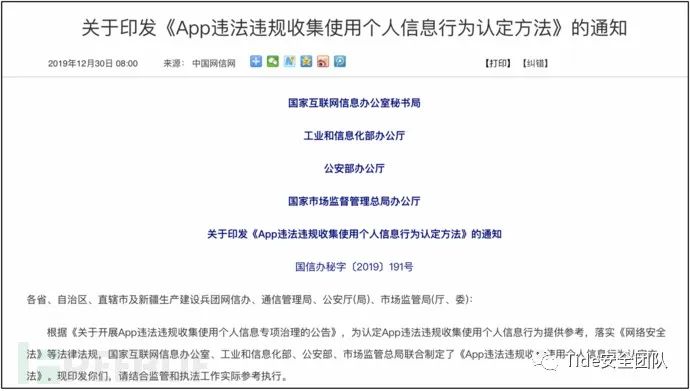 关于印发《App违法违规收集使用个人信息行为认定方法》的通知
2019年12月30日 08:00 来源： 中国网信网 【打印】【纠错】
国家互联网信息办公室秘书局
工业和信息化部办公厅
公安部办公厅
国家市场监督管理总局办公厅
关于印发《App违法违规收集使用个人信息行为认定方法》的通知
国信办秘字〔2019〕191号
各省、自治区、直辖市及新疆生产建设兵团网信办、通信管理局、公安厅(局)、市场监管局(厅、委)：
根据《关于开展App违法违规收集使用个人信息专项治理的公告》，为认定App违法违规收集使用个人信息行为提供参考，落实《网络安全
法》等法律法规，国家互联网信息办公室、工业和信息化部、公安部、市场监管总局联合制定了《App违法违规收集使用个人信息行为认定方
法》。现印发你们，请结合监管和执法工作实际参考执行。
REEBUF
Tide安全团队